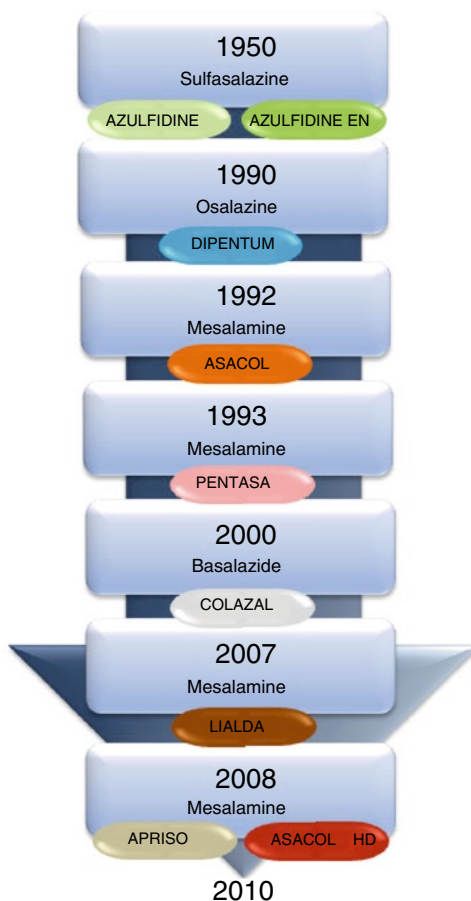 1950
Sulfasalazine
AZULFIDINE AZULFIDINE EN
1990
Osalazine
DIPENTUM
1992
Mesalamine
ASACOL
1993
Mesalamine
PENTASA
2000
Basalazide
COLAZAL
2007
Mesalamine
LIALDA
2008
Mesalamine
APRISO ASACOL HD
2010